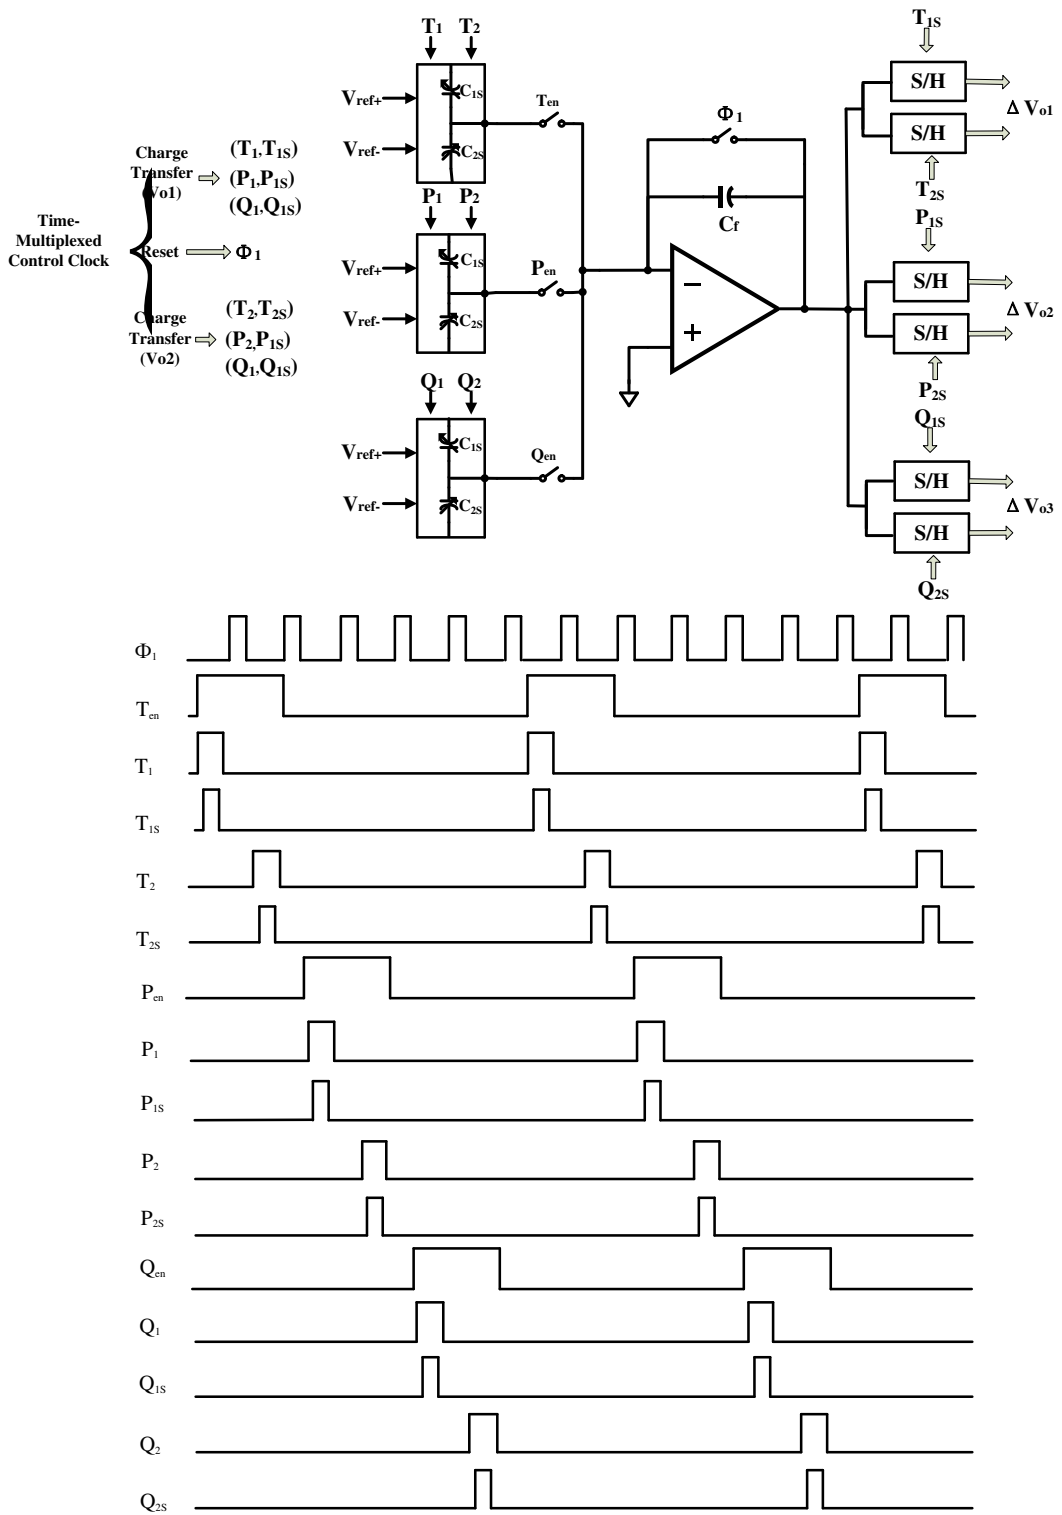 T1 T2
Vref+
C1S
Ten
Vref-
C2S
Φ1
Cf
T1S
S/H
Δ Vo1
S/H
T2S
Charge
Transfer
(Vo1)
(T1,T1S)
(P1,P1S)
(Q1,Q1S)
Time-
Multiplexed
Control Clock
Reset
Φ1
Charge
Transfer
(Vo2)
(T2,T2S)
(P2,P1S)
(Q1,Q1S)
P1 P2
Vref+
C1S
Pen
Vref-
C2S
−
+
P1S
S/H
Δ Vo2
S/H
P2S
Q1 Q2
Vref+
C1S
Qen
Vref-
C2S
Q1S
S/H
Δ Vo3
S/H
Q2S
Φ1
Ten
T1
T1S
T2
T2S
Pen
P1
P1S
P2
P2S
Qen
Q1
Q1S
Q2
Q2S